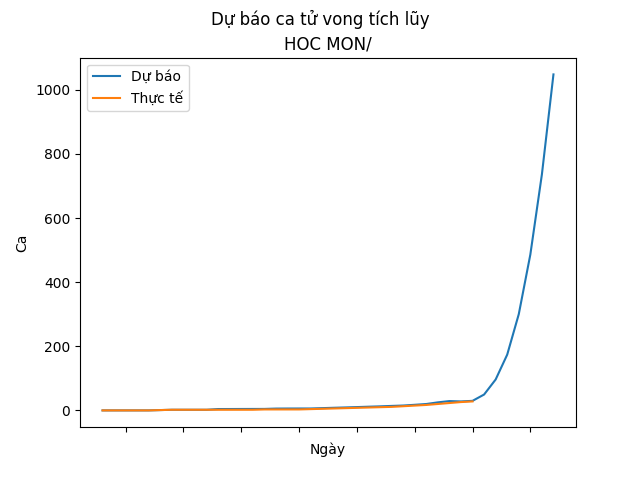 Dự báo ca tử vong tích lũy
HOC MON/
Dự báo
Thực tế
1000
800
600
400
200
0
Ca
Ngày